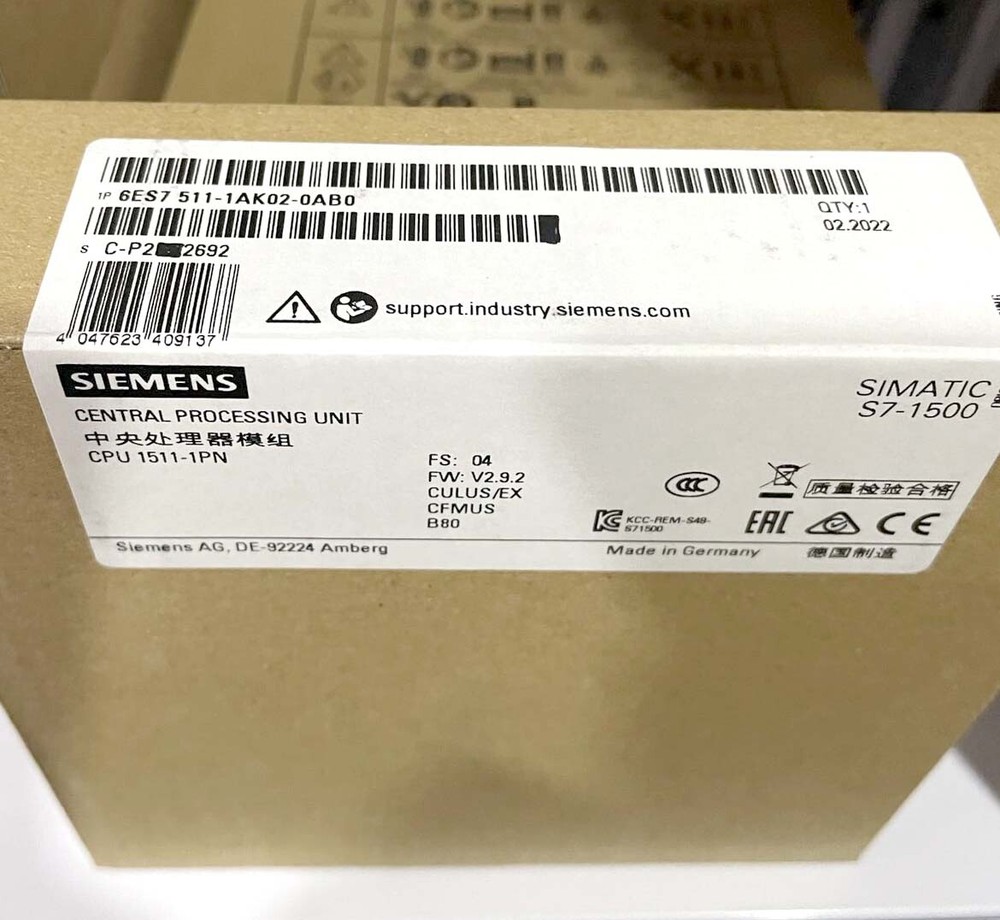 1P 6ES7 511-1AK02-0AB0
QTY:1
02.2022
S C-P2 2692
support.industry.siemens.com
4 047623 409137
SIEMENS
SIMATIC
S7-1500
CENTRAL PROCESSING UNIT
中央处理器模组
CPU 1511-1PN
FS: 04
FW: V2.9.2
CULUS/EX
CFMUS
B80
CCC
质量检验合格
KCC-REM-S49-
S71500
EAC
CE
Siemens AG, DE-92224 Amberg
Made in Germany
德国制造